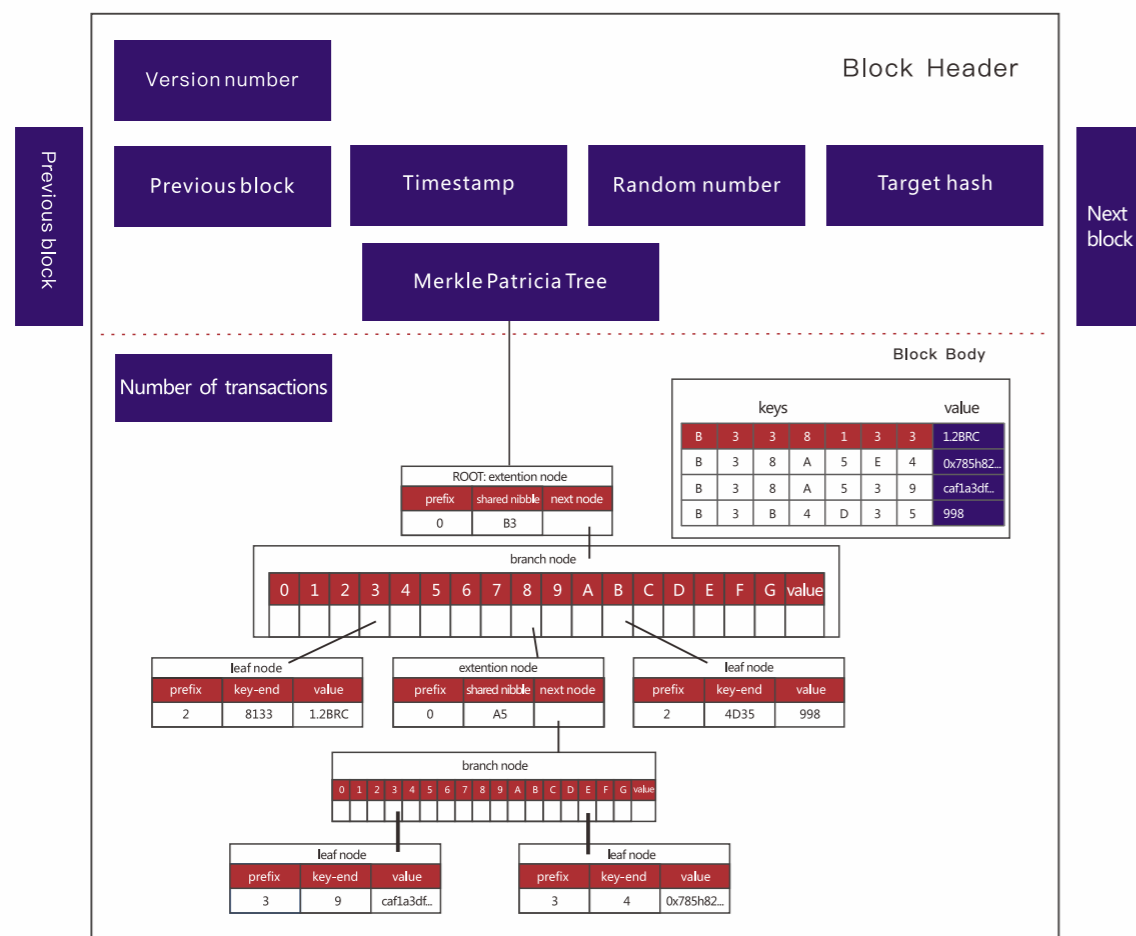 Block Header
Version number
Previous block
Previous block
Timestamp
Random number
Target hash
Next
block
Merkle Patricia Tree
Block Body
Number of transactions
keys value
B 3 3 8 1 3 3 1.2BRC
B 3 8 A 5 E 4 0x785h82...
B 3 8 A 5 3 9 caf1a3df...
B 3 B 4 D 3 5 998
ROOT: extention node
prefix shared nibble next node
0 B3
branch node
0 1 2 3 4 5 6 7 8 9 A B C D E F G value
leaf node
prefix key-end value
2 8133 1.2BRC
extention node
prefix shared nibble next node
0 A5
leaf node
prefix key-end value
2 4D35 998
branch node
0 1 2 3 4 5 6 7 8 9 A B C D E F G value
leaf node
prefix key-end value
3 9 caf1a3df...
leaf node
prefix key-end value
3 4 0x785h82...